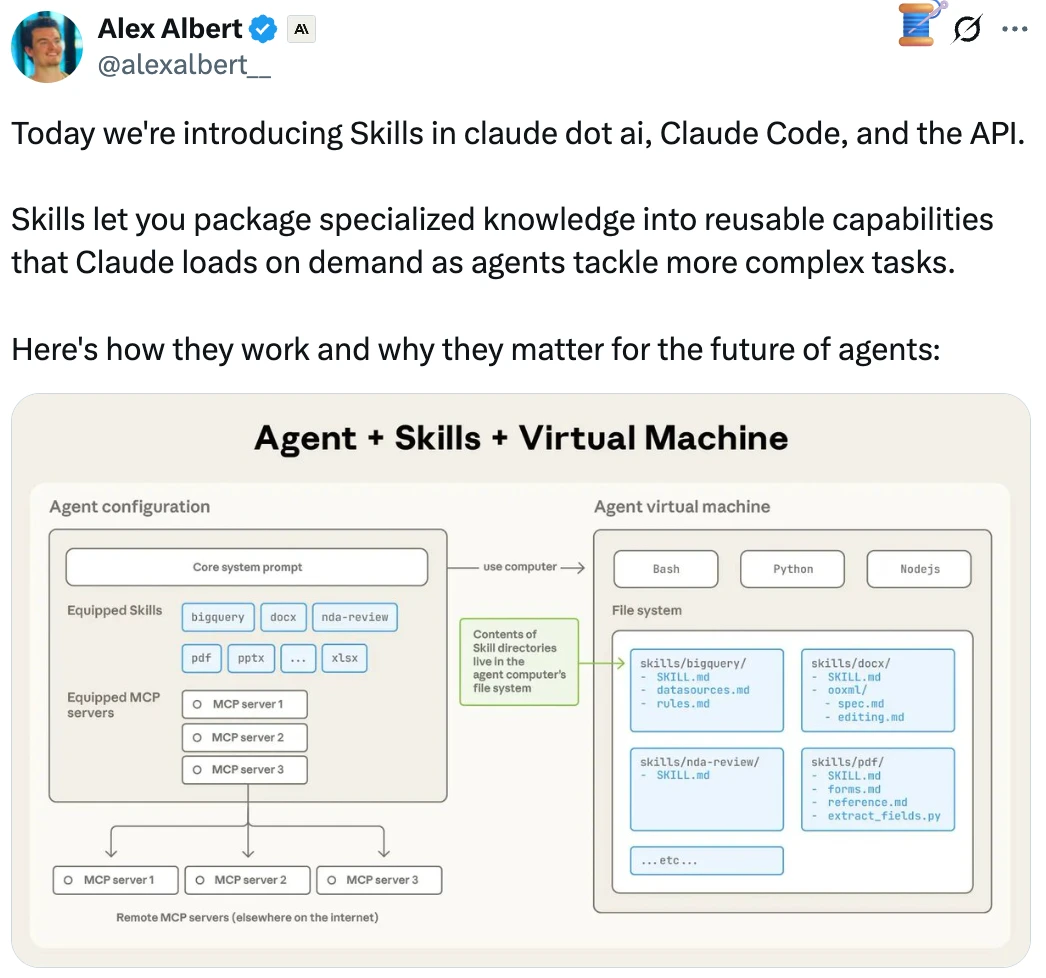 Alex Albert
@alexalbert__
Today we're introducing Skills in claude dot ai, Claude Code, and the API.
Skills let you package specialized knowledge into reusable capabilities
that Claude loads on demand as agents tackle more complex tasks.
Here's how they work and why they matter for the future of agents:
Agent + Skills + Virtual Machine
Agent configuration
Core system prompt
Equipped Skills
bigquery
docx
nda-review
pdf
pptx
...
xlsx
Equipped MCP
servers
MCP server 1
MCP server 2
MCP server 3
MCP server 1
MCP server 2
MCP server 3
Remote MCP servers (elsewhere on the internet)
use computer
Contents of
Skill directories
live in the
agent computer's
file system
Agent virtual machine
Bash
Python
Nodejs
File system
skills/bigquery/
- SKILL.md
- datasources.md
- rules.md
skills/docx/
- SKILL.md
- ooxml/
- spec.md
- editing.md
skills/nda-review/
- SKILL.md
skills/pdf/
- SKILL.md
- forms.md
- reference.md
- extract_fields.py
...etc...